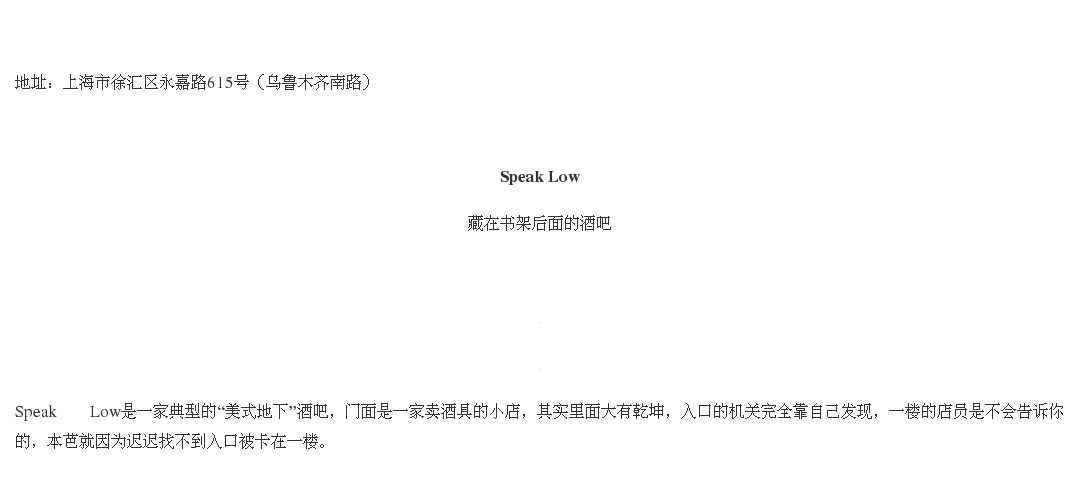 地址：上海市徐汇区永嘉路615号（乌鲁木齐南路）
Speak Low
藏在书架后面的酒吧
Speak Low是一家典型的“美式地下”酒吧，门面是一家卖酒具的小店，其实里面大有乾坤，入口的机关完全靠自己发现，一楼的店员是不会告诉你
的，本芭就因为迟迟找不到入口被卡在一楼。